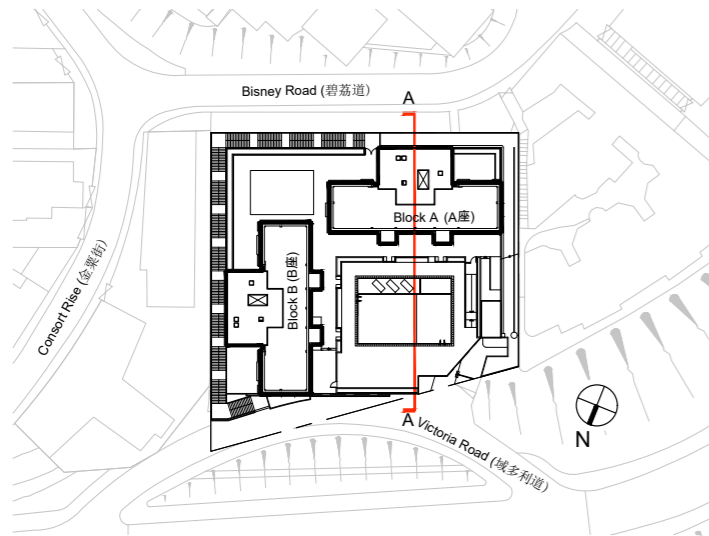 Bisney Road (碧荔道)
A
Block A (A座)
Block B (B座)
Consort Rise (金粟街)
A
Victoria Road (域多利道)
N